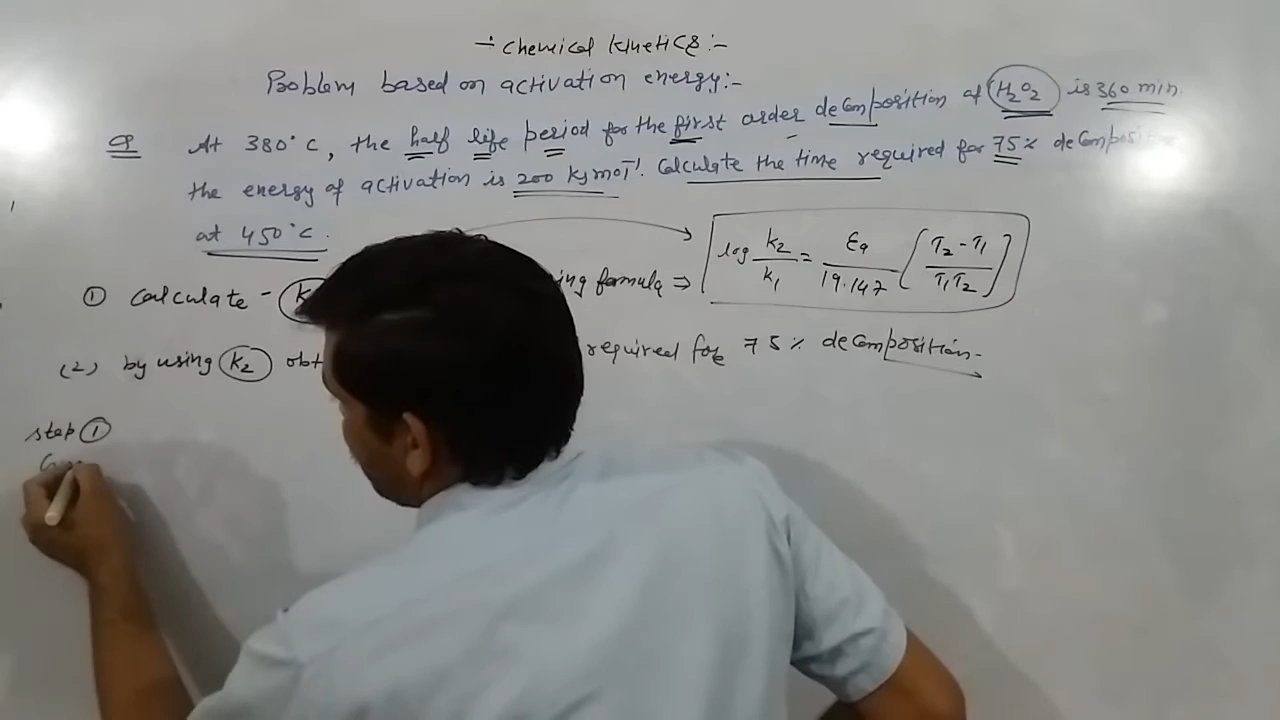 ∸ Chemical Kinetics:-
Problem based on activation energy:-
Q At 380°C, the half life period for the first order decomposition of H₂O₂ is 360 min.
the energy of activation is 200 kJ mol⁻¹. Calculate the time required for 75% decomposition
at 450°C.
① Calculate - ing formula ⇒ log k₂/k₁ = Ea/19.147 [T₂-T₁/T₁T₂]
(2) by using k₂ required for 75% decomposition.
step ①